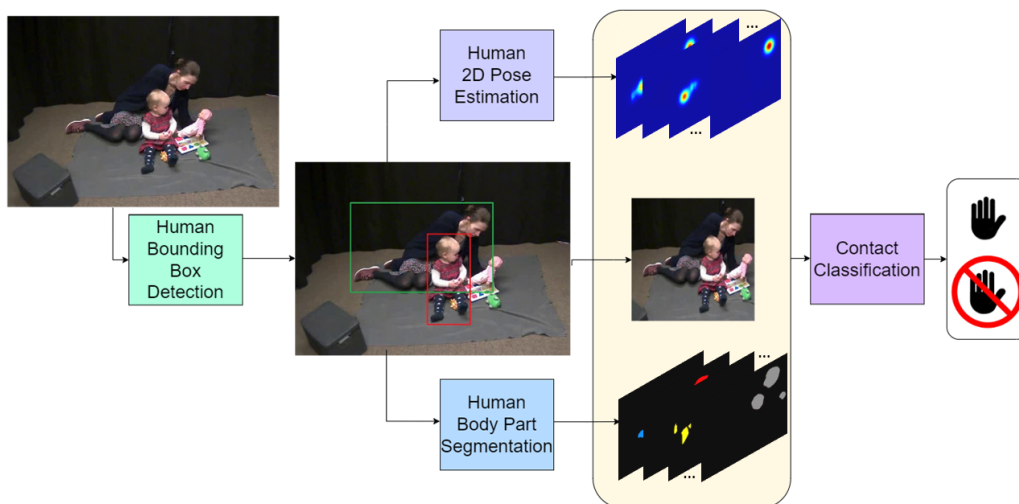 Human
2D Pose
Estimation
...
...
Human
Bounding
Box
Detection
Contact
Classification
Human
Body Part
Segmentation
...
...